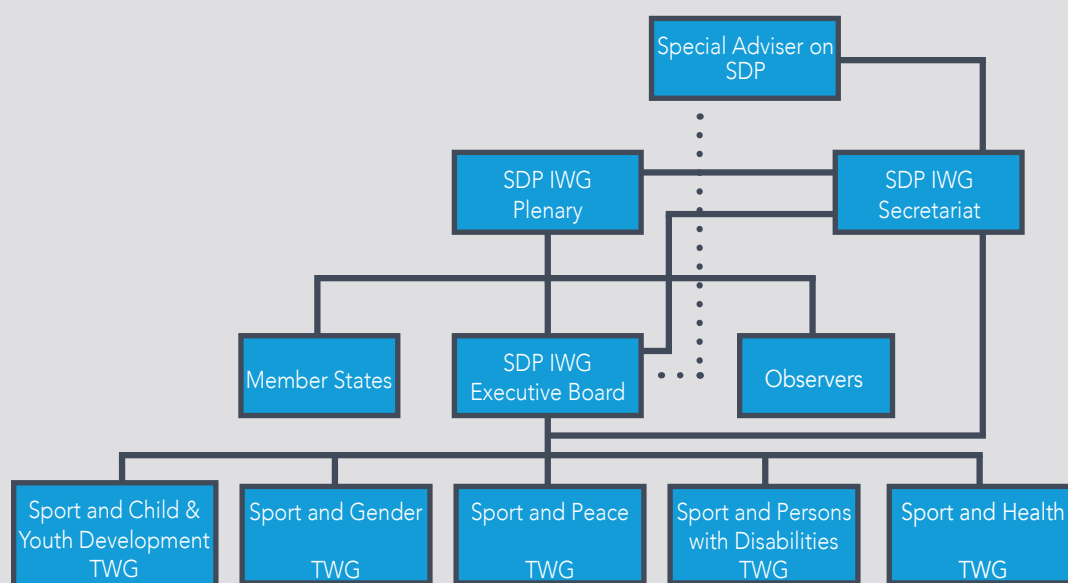 Special Adviser on
SDP
SDP IWG
Plenary
SDP IWG
Secretariat
Member States
SDP IWG
Executive Board
Observers
Sport and Child &
Youth Development
TWG
Sport and Gender
TWG
Sport and Peace
TWG
Sport and Persons
with Disabilities
TWG
Sport and Health
TWG